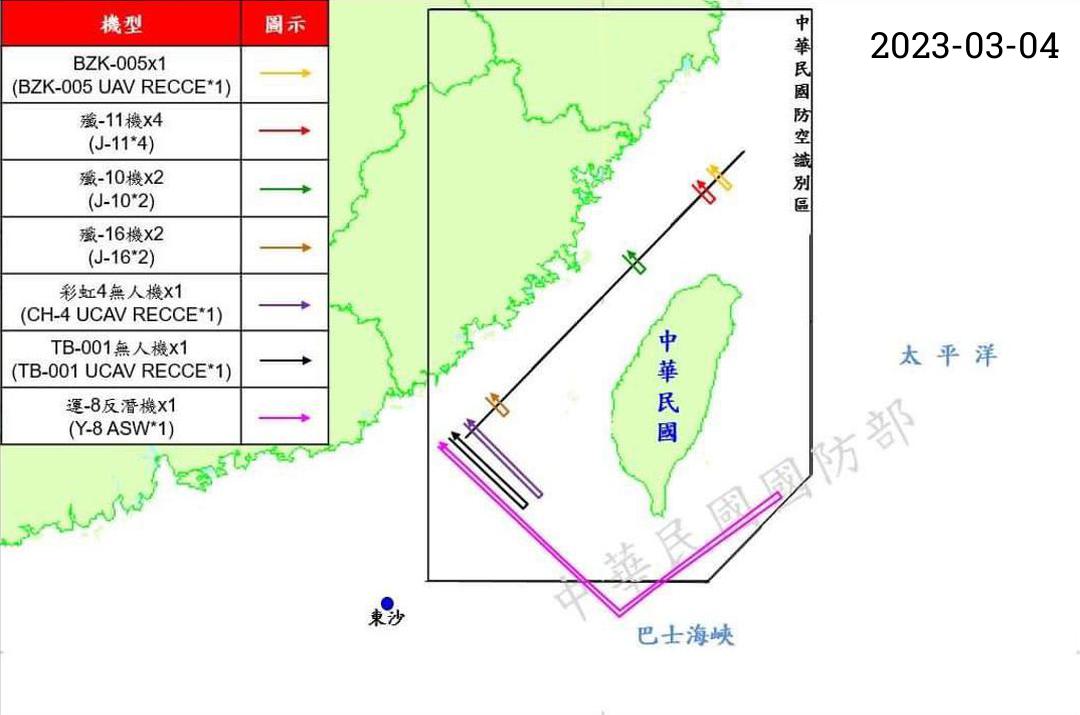 機型 圖示
BZK-005x1
(BZK-005 UAV RECCE*1)
殲-11機x4
(J-11*4)
殲-10機x2
(J-10*2)
殲-16機x2
(J-16*2)
彩虹4無人機x1
(CH-4 UCAV RECCE*1)
TB-001無人機x1
(TB-001 UCAV RECCE*1)
運-8反潛機x1
(Y-8 ASW*1)
2023-03-04
中華民國防空識別區
中華民國
太平洋
中華民國國防部
東沙
巴士海峽